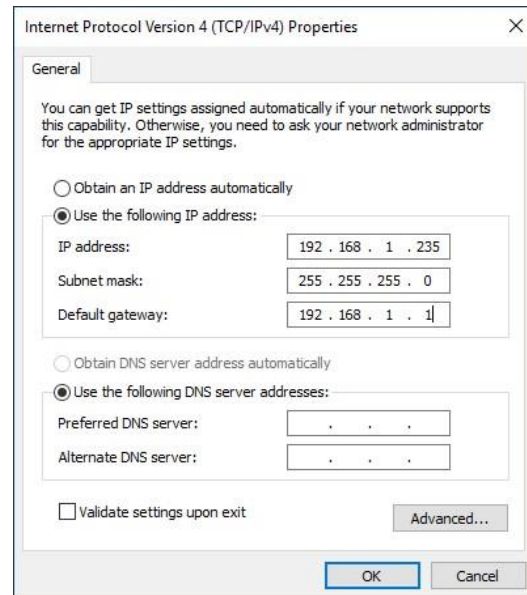 Internet Protocol Version 4 (TCP/IPv4) Properties
General
You can get IP settings assigned automatically if your network supports
this capability. Otherwise, you need to ask your network administrator
for the appropriate IP settings.
Obtain an IP address automatically
Use the following IP address:
IP address: 192 . 168 . 1 . 235
Subnet mask: 255 . 255 . 255 . 0
Default gateway: 192 . 168 . 1 . 1
Obtain DNS server address automatically
Use the following DNS server addresses:
Preferred DNS server: . . .
Alternate DNS server: . . .
Validate settings upon exit
Advanced...
OK Cancel